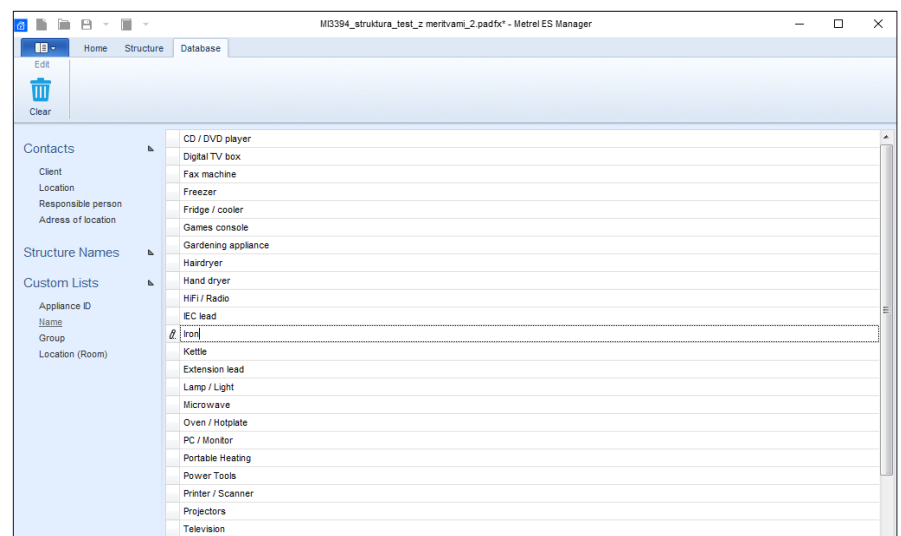 MI3394_struktura_test_z meritvami_2.padfx* - Metrel ES Manager
Home Structure Database
Edit
Clear
Contacts
Client
Location
Responsible person
Adress of location
Structure Names
Custom Lists
Appliance ID
Name
Group
Location (Room)
CD / DVD player
Digital TV box
Fax machine
Freezer
Fridge / cooler
Games console
Gardening appliance
Hairdryer
Hand dryer
HiFi / Radio
IEC lead
Iron
Kettle
Extension lead
Lamp / Light
Microwave
Oven / Hotplate
PC / Monitor
Portable Heating
Power Tools
Printer / Scanner
Projectors
Television